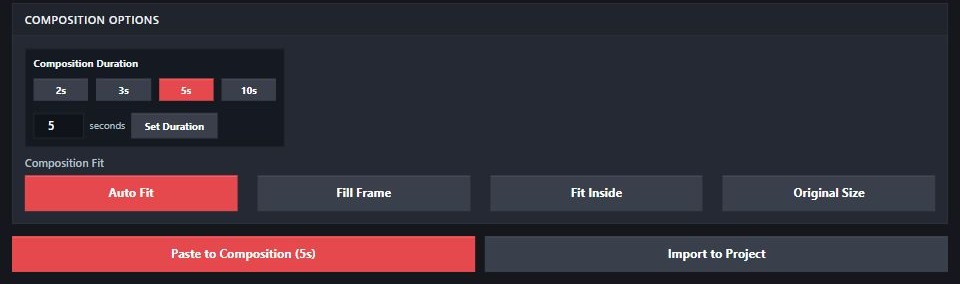 COMPOSITION OPTIONS
Composition Duration
2s 3s 5s 10s
5 seconds Set Duration
Composition Fit
Auto Fit Fill Frame Fit Inside Original Size
Paste to Composition (5s) Import to Project